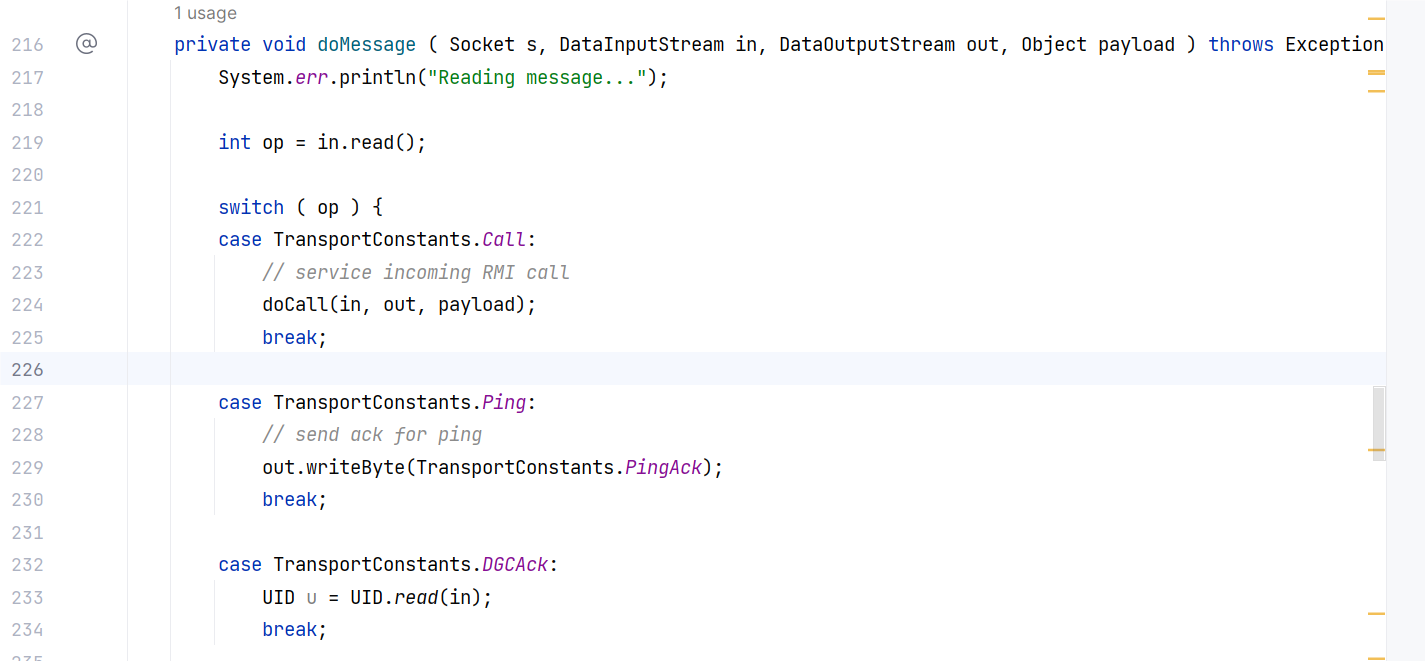 1 usage
216 @ private void doMessage ( Socket s, DataInputStream in, DataOutputStream out, Object payload ) throws Exception
217 System.err.println("Reading message...");
218
219 int op = in.read();
220
221 switch ( op ) {
222 case TransportConstants.Call:
223 // service incoming RMI call
224 doCall(in, out, payload);
225 break;
226
227 case TransportConstants.Ping:
228 // send ack for ping
229 out.writeByte(TransportConstants.PingAck);
230 break;
231
232 case TransportConstants.DGCAck:
233 UID u = UID.read(in);
234 break;
235